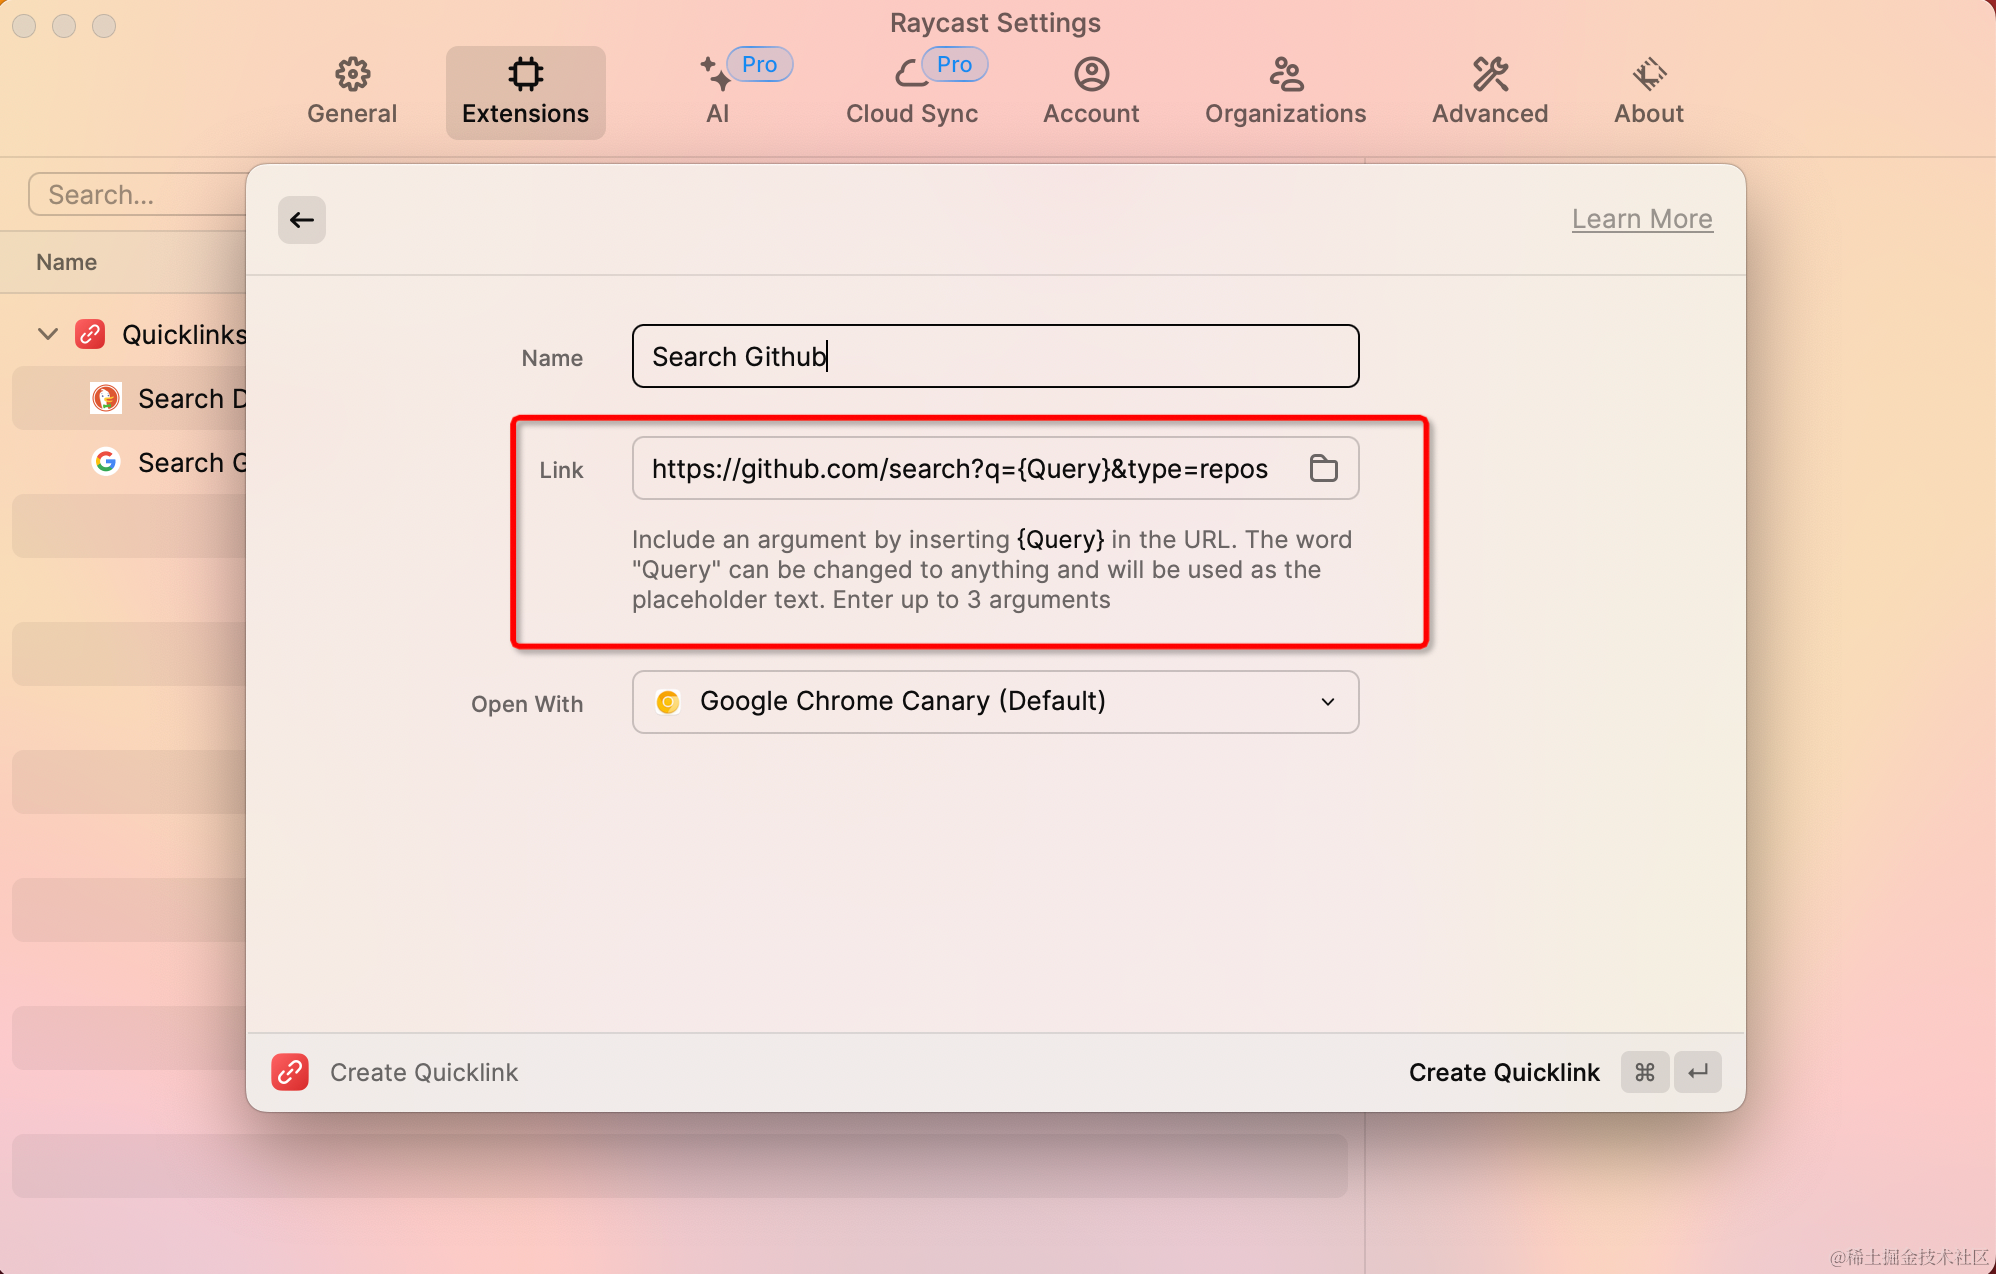 Raycast Settings
General
Extensions
Pro
AI
Pro
Cloud Sync
Account
Organizations
Advanced
About
Search...
Learn More
Name
Quicklinks
Search D
Search G
Name
Search Github
Link
https://github.com/search?q={Query}&type=repos
Include an argument by inserting {Query} in the URL. The word
"Query" can be changed to anything and will be used as the
placeholder text. Enter up to 3 arguments
Open With
Google Chrome Canary (Default)
Create Quicklink
Create Quicklink ⌘ ↵
@稀土掘金技术社区